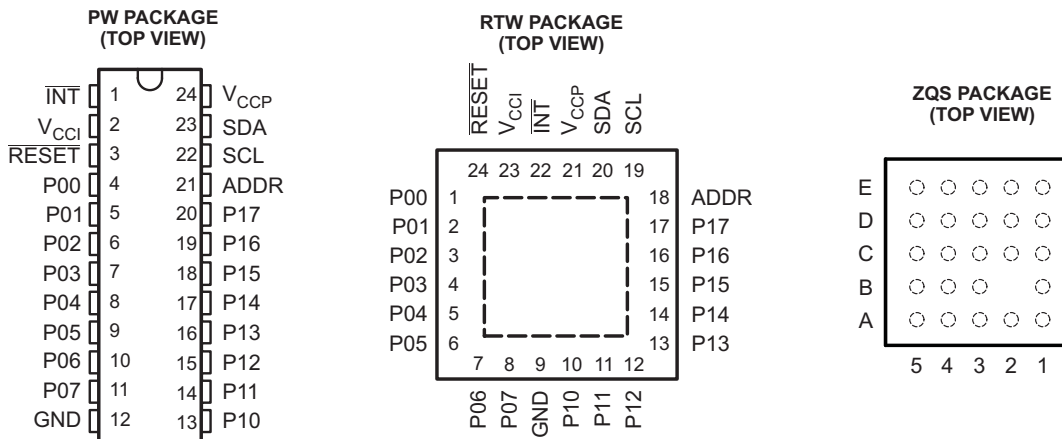 PW PACKAGE
(TOP VIEW)
INT 1 24 VCCP
VCCI 2 23 SDA
RESET 3 22 SCL
P00 4 21 ADDR
P01 5 20 P17
P02 6 19 P16
P03 7 18 P15
P04 8 17 P14
P05 9 16 P13
P06 10 15 P12
P07 11 14 P11
GND 12 13 P10
RTW PACKAGE
(TOP VIEW)
RESET VCCI INT VCCP SDA SCL
24 23 22 21 20 19
P00 1 18 ADDR
P01 2 17 P17
P02 3 16 P16
P03 4 15 P15
P04 5 14 P14
P05 6 13 P13
7 8 9 10 11 12
P06 P07 GND P10 P11 P12
ZQS PACKAGE
(TOP VIEW)
E
D
C
B
A
5 4 3 2 1